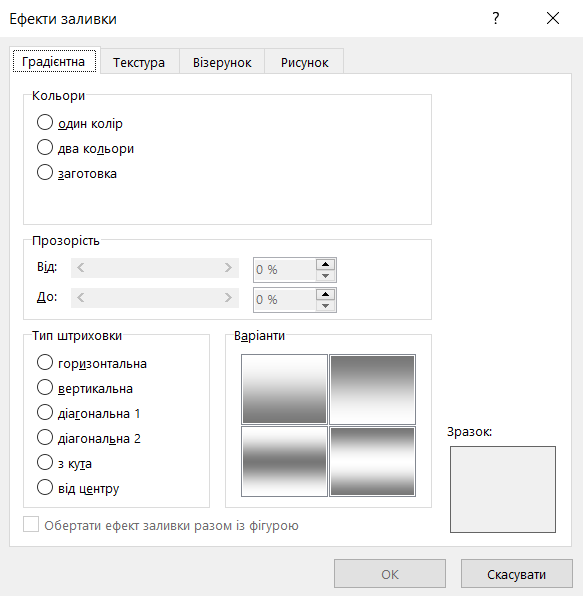 Ефекти заливки
?
Градієнтна Текстура Візерунок Рисунок
Кольори
один колір
два кольори
заготовка
Прозорість
Від: 0 %
До: 0 %
Тип штриховки
горизонтальна
вертикальна
діагональна 1
діагональна 2
з кута
від центру
Варіанти
Зразок:
Обертати ефект заливки разом із фігурою
ОК Скасувати